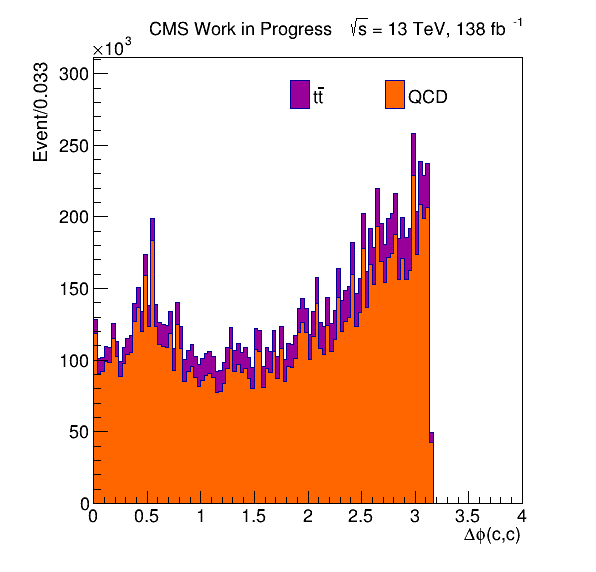 CMS Work in Progress √s = 13 TeV, 138 fb -1
×10³
Event/0.033
tt̄
QCD
300
250
200
150
100
50
0
0 0.5 1 1.5 2 2.5 3 3.5 4
Δϕ(c,c)